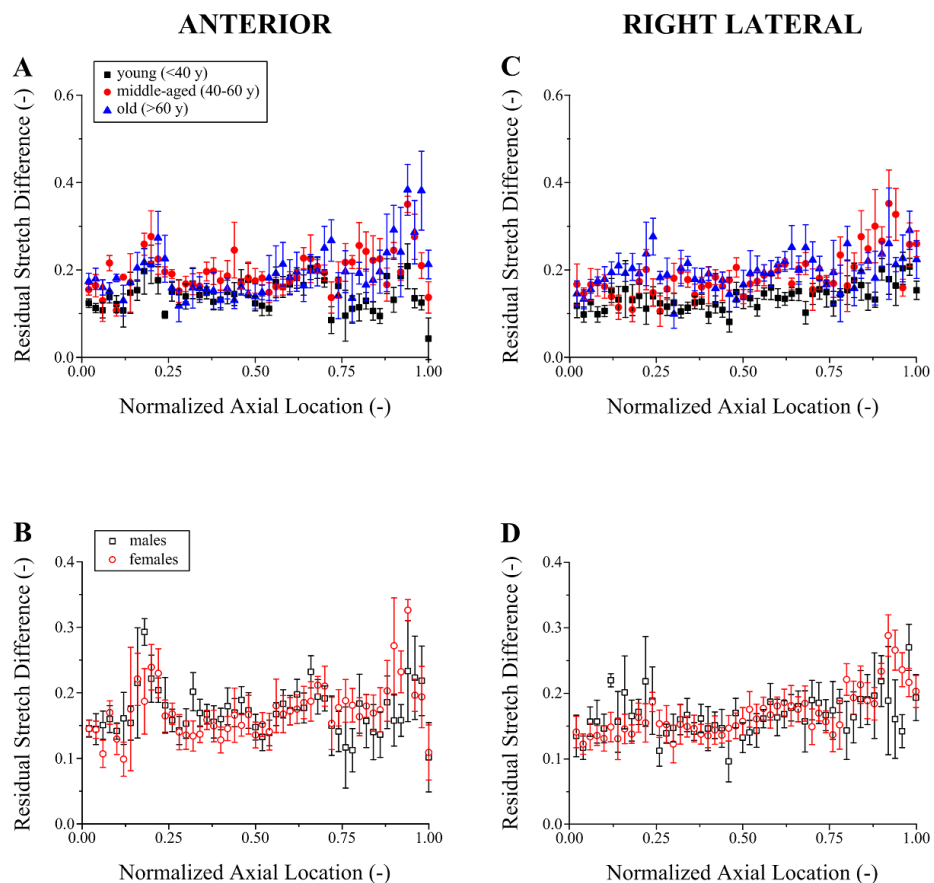 ANTERIOR
RIGHT LATERAL
A
young (<40 y)
middle-aged (40-60 y)
old (>60 y)
Residual Stretch Difference (-)
0.6
0.4
0.2
0.0
0.00 0.25 0.50 0.75 1.00
Normalized Axial Location (-)
C
Residual Stretch Difference (-)
0.6
0.4
0.2
0.0
0.00 0.25 0.50 0.75 1.00
Normalized Axial Location (-)
B
males
females
Residual Stretch Difference (-)
0.4
0.3
0.2
0.1
0.0
0.00 0.25 0.50 0.75 1.00
Normalized Axial Location (-)
D
Residual Stretch Difference (-)
0.4
0.3
0.2
0.1
0.0
0.00 0.25 0.50 0.75 1.00
Normalized Axial Location (-)